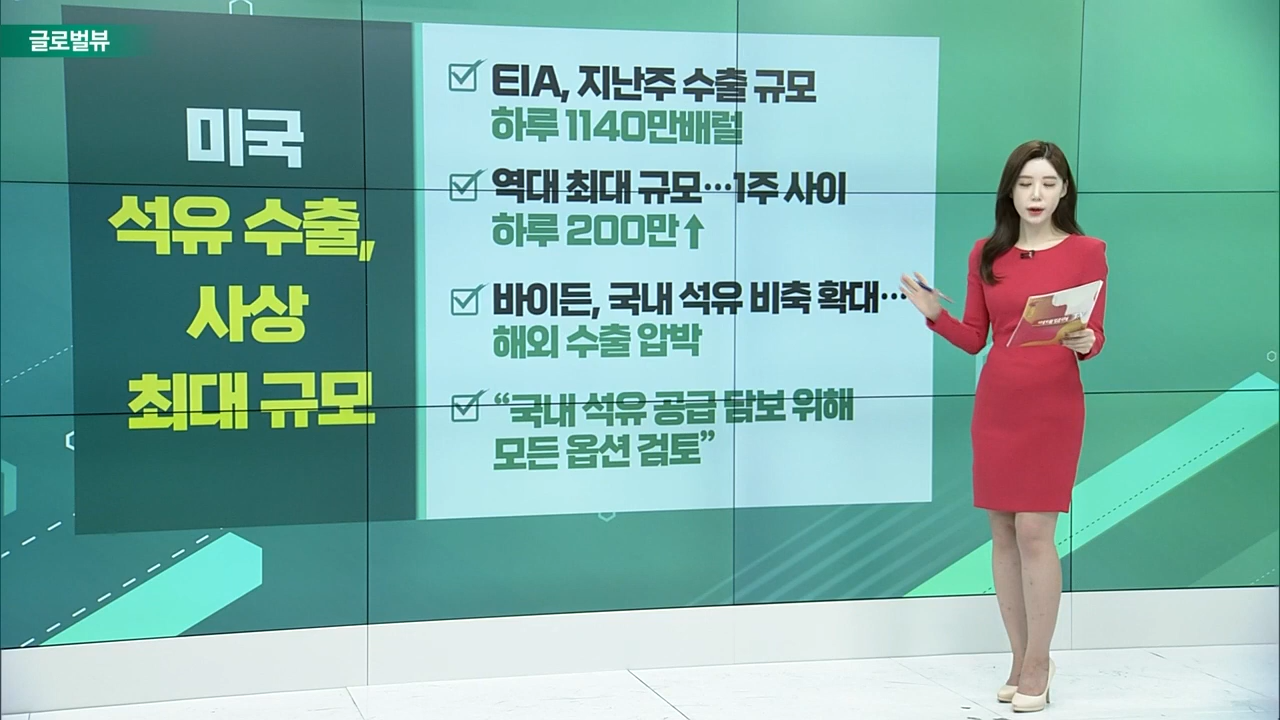 글로벌뷰
미국
석유 수출,
사상
최대 규모
EIA, 지난주 수출 규모
하루 1140만배럴
역대 최대 규모…1주 사이
하루 200만↑
바이든, 국내 석유 비축 확대…
해외 수출 압박
“국내 석유 공급 담보 위해
모든 옵션 검토”